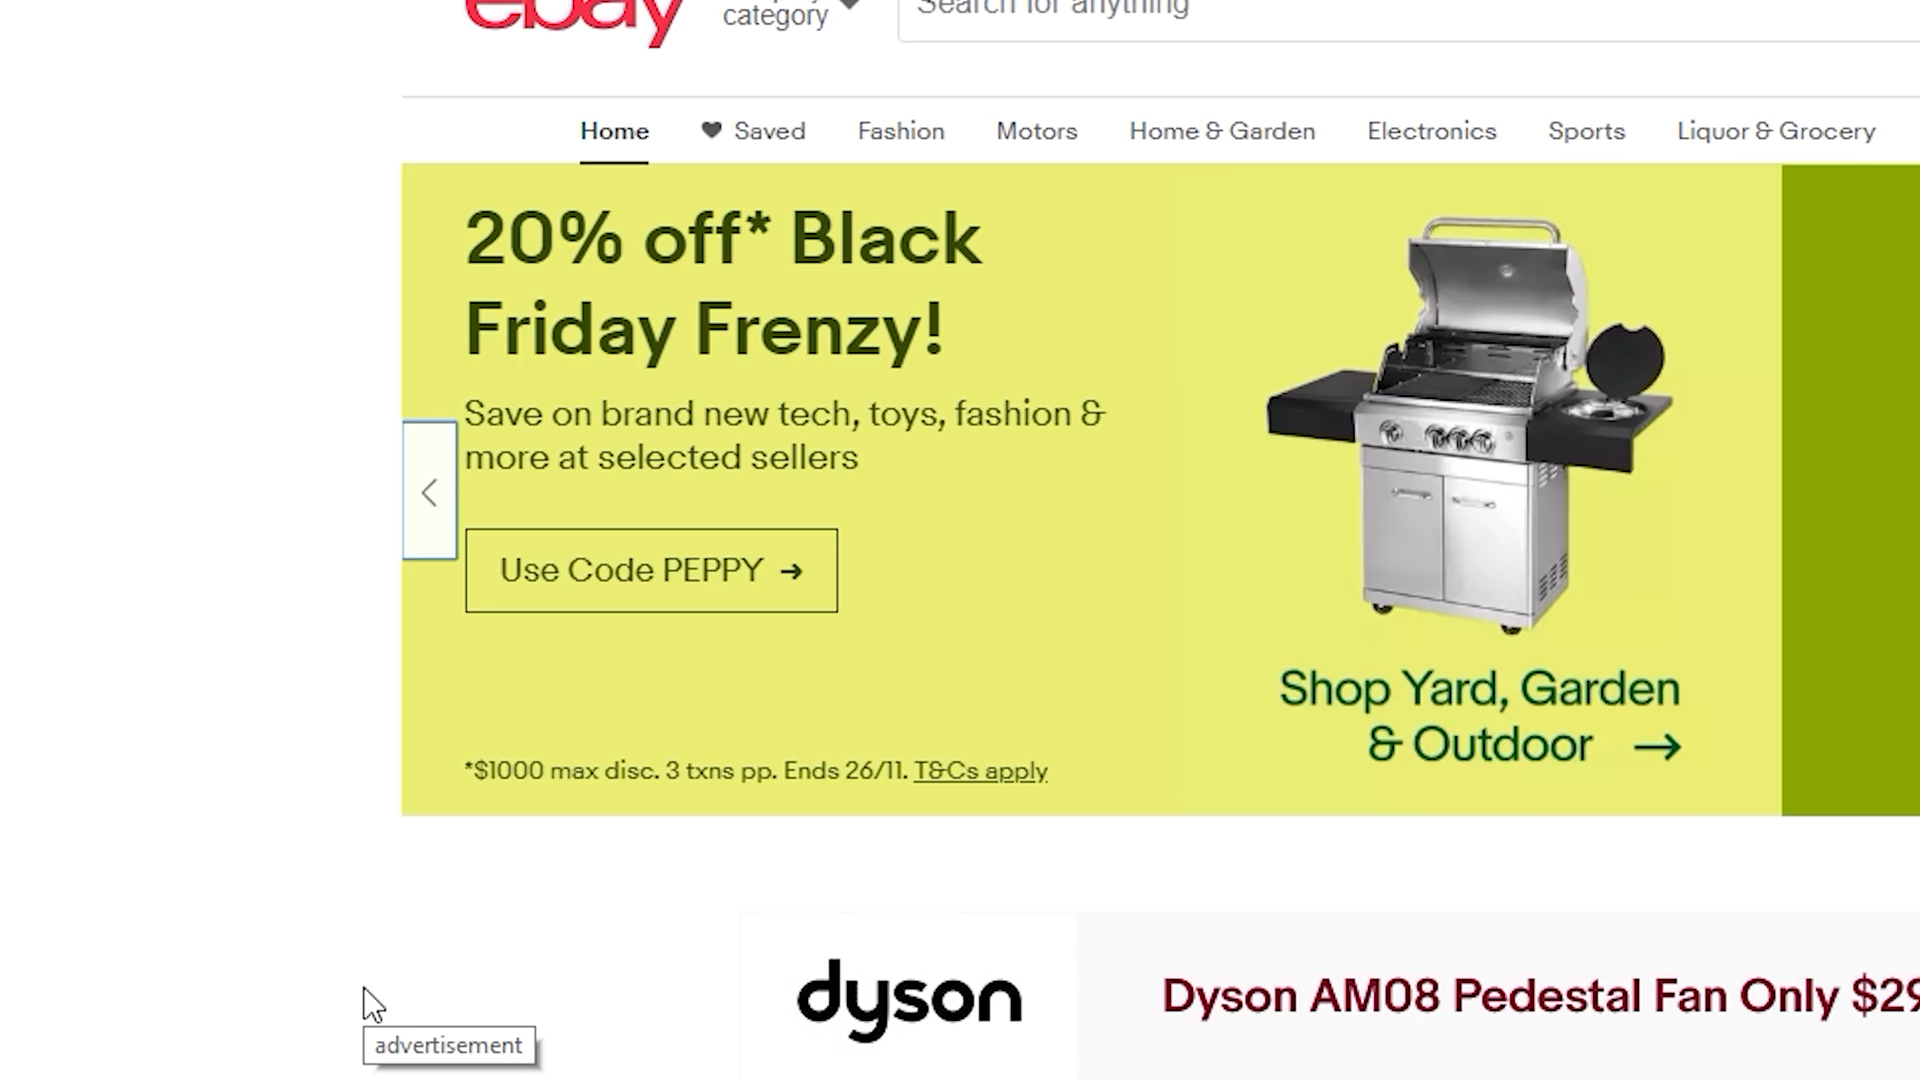 ebay
category
Search for anything
Home Saved Fashion Motors Home & Garden Electronics Sports Liquor & Grocery
20% off* Black
Friday Frenzy!
Save on brand new tech, toys, fashion &
more at selected sellers
Use Code PEPPY →
*$1000 max disc. 3 txns pp. Ends 26/11. T&Cs apply
Shop Yard, Garden
& Outdoor →
dyson
Dyson AM08 Pedestal Fan Only $29
advertisement